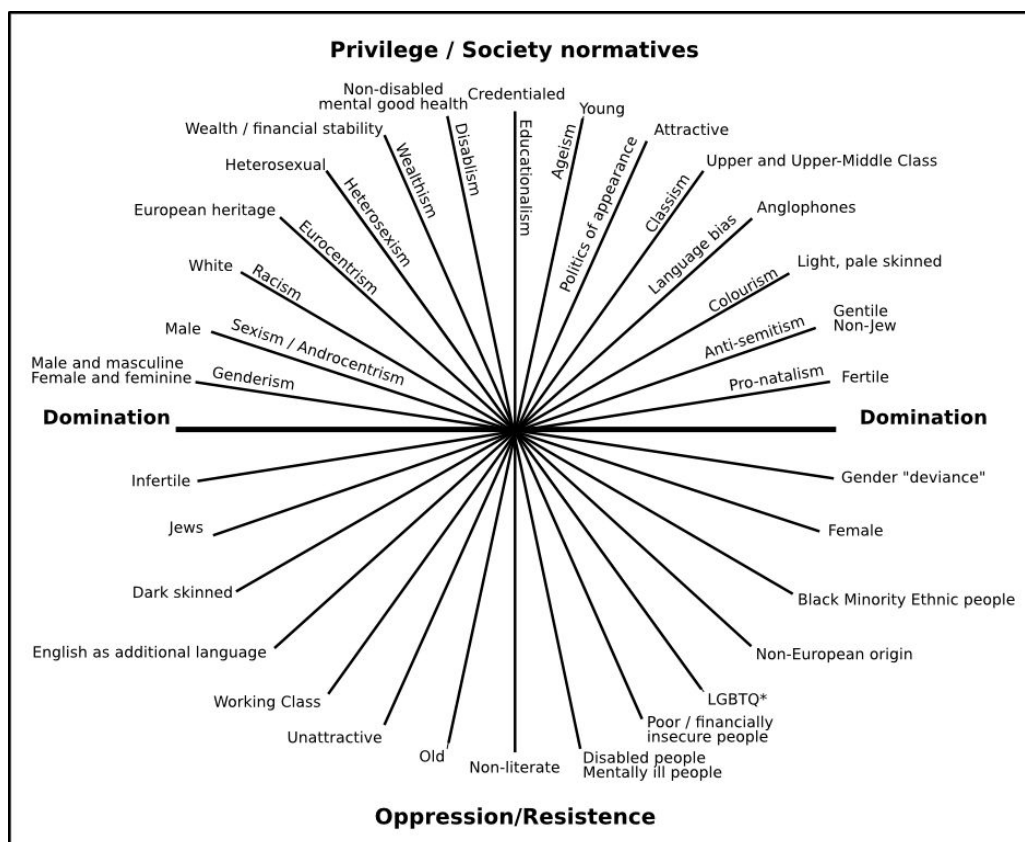 Privilege / Society normatives
Non-disabled
mental good health
Credentialed
Young
Wealth / financial stability
Attractive
Heterosexual
Upper and Upper-Middle Class
European heritage
Anglophones
White
Light, pale skinned
Male
Gentile
Non-Jew
Male and masculine
Female and feminine
Fertile
Genderism
Sexism / Androcentrism
Racism
Eurocentrism
Heterosexism
Wealthism
Disablism
Educationalism
Ageism
Politics of appearance
Classism
Language bias
Colourism
Anti-semitism
Pro-natalism
Domination
Domination
Infertile
Gender "deviance"
Jews
Female
Dark skinned
Black Minority Ethnic people
English as additional language
Non-European origin
Working Class
LGBTQ*
Unattractive
Poor / financially
insecure people
Old
Non-literate
Disabled people
Mentally ill people
Oppression/Resistance